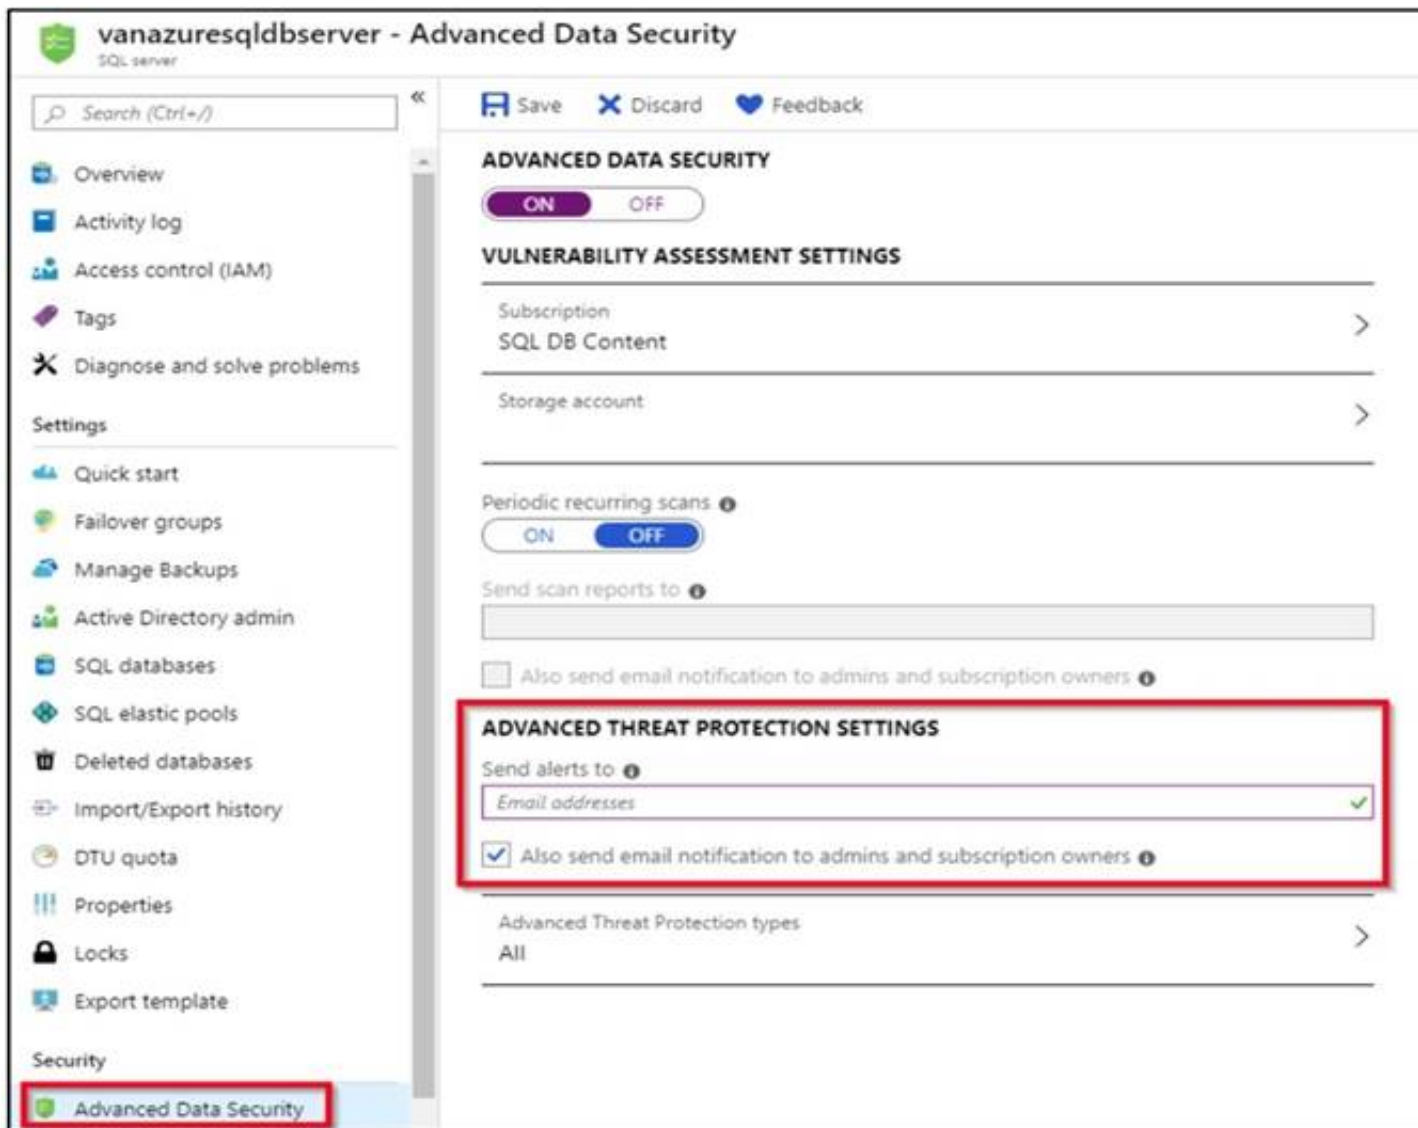 vanazuresqldbserver - Advanced Data Security
SQL server
Search (Ctrl+/)
«
Overview
Activity log
Access control (IAM)
Tags
Diagnose and solve problems
Settings
Quick start
Failover groups
Manage Backups
Active Directory admin
SQL databases
SQL elastic pools
Deleted databases
Import/Export history
DTU quota
Properties
Locks
Export template
Security
Advanced Data Security
Save Discard Feedback
ADVANCED DATA SECURITY
ON OFF
VULNERABILITY ASSESSMENT SETTINGS
Subscription
SQL DB Content
Storage account
Periodic recurring scans
ON OFF
Send scan reports to
Also send email notification to admins and subscription owners
ADVANCED THREAT PROTECTION SETTINGS
Send alerts to
Email addresses
Also send email notification to admins and subscription owners
Advanced Threat Protection types
All